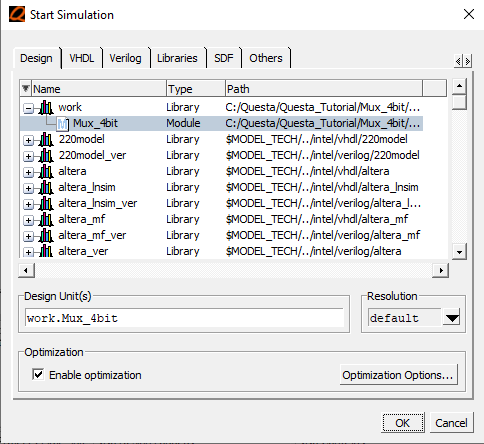 Start Simulation
Design VHDL Verilog Libraries SDF Others
Name Type Path
work Library C:/Questa/Questa_Tutorial/Mux_4bit/...
Mux_4bit Module C:/Questa/Questa_Tutorial/Mux_4bit/...
220model Library $MODEL_TECH/../intel/vhdl/220model
220model_ver Library $MODEL_TECH/../intel/verilog/220model
altera Library $MODEL_TECH/../intel/vhdl/altera
altera_lnsim Library $MODEL_TECH/../intel/vhdl/altera_lnsim
altera_lnsim_ver Library $MODEL_TECH/../intel/verilog/altera_l...
altera_mf Library $MODEL_TECH/../intel/vhdl/altera_mf
altera_mf_ver Library $MODEL_TECH/../intel/verilog/altera_mf
altera_ver Library $MODEL_TECH/../intel/verilog/altera
Design Unit(s) Resolution
work.Mux_4bit default
Optimization
Enable optimization Optimization Options...
OK Cancel